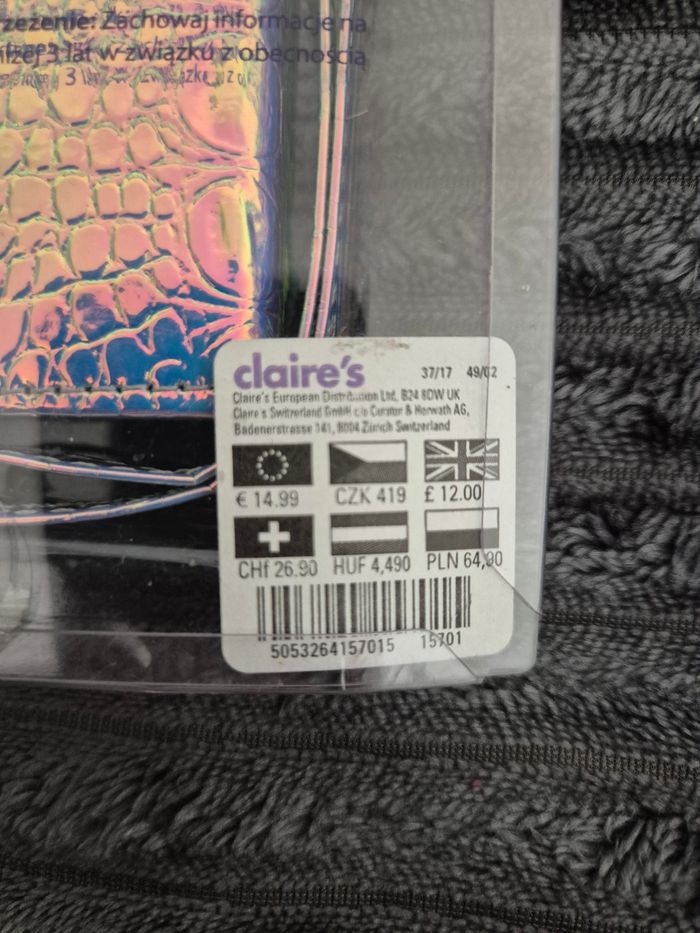 zezenie: Zachowaj informacje na
niżej 3 lat w związku z obecnością
claire's 37/17 49/02
Claire's European Distribution Ltd, B24 8DW UK
Claire's Switzerland GmbH c/o Curator & Horwath AG,
Badenerstrasse 141, 8004 Zürich Switzerland
€ 14.99 CZK 419 £ 12.00
CHf 26.90 HUF 4,490 PLN 64,90
5053264157015 15701